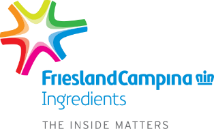 FrieslandCampina
Ingredients
THE INSIDE MATTERS